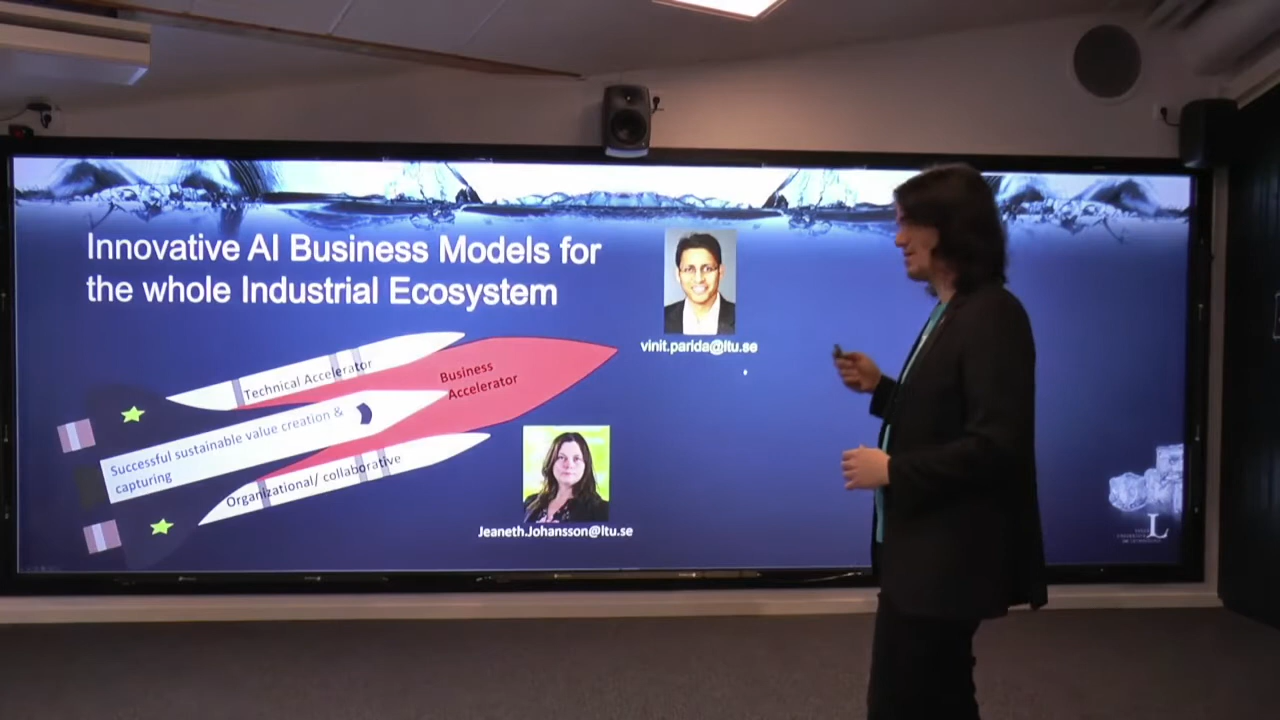 Innovative AI Business Models for
the whole Industrial Ecosystem
vinit.parida@ltu.se
Technical Accelerator
Business
Accelerator
Successful sustainable value creation &
capturing
Organizational/ collaborative
Jeaneth.Johansson@ltu.se
L